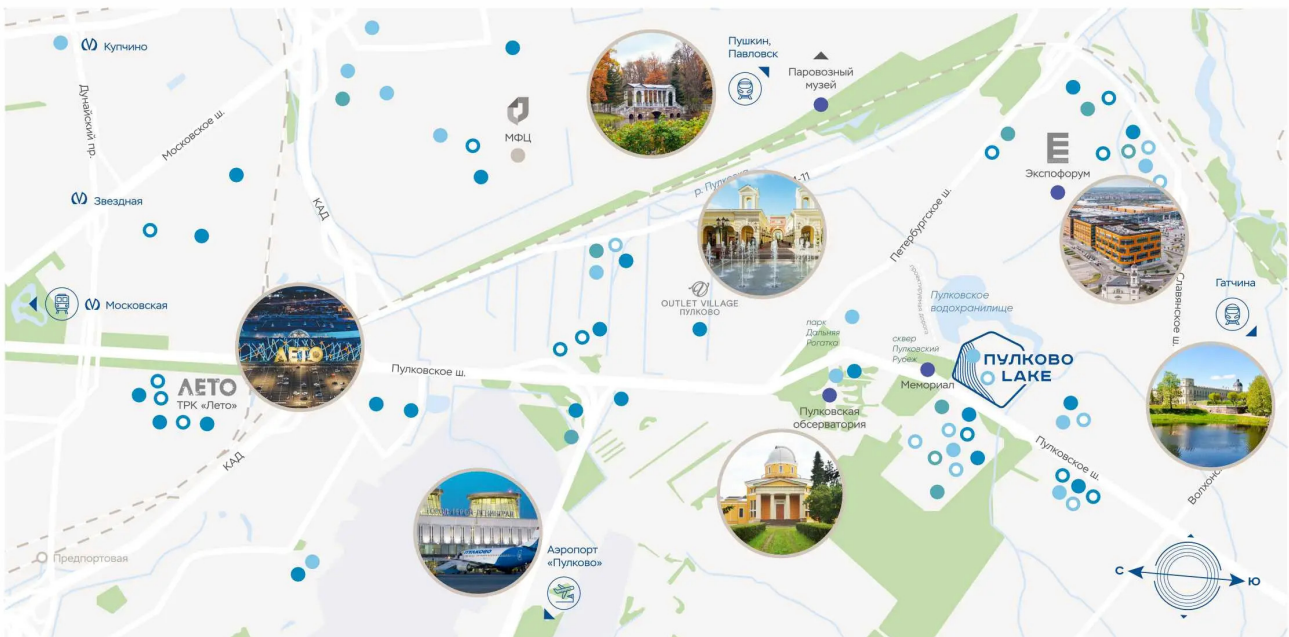 Купчино
Дунайский пр.
Московское ш.
Звездная
Московская
КАД
МФЦ
Пушкин,
Павловск
Паровозный
музей
р. Пулковка
Экспофорум
Петербургское ш.
проектируемая дорога
Пулковское
водохранилище
Славянское ш.
Гатчина
OUTLET VILLAGE
ПУЛКОВО
парк
Дальняя
Рогатка
сквер
Пулковский
Рубеж
ПУЛКОВО
LAKE
ЛЕТО
Пулковское ш.
Мемориал
ЛЕТО
ТРК «Лето»
Пулковская
обсерватория
Пулковское ш.
КАД
Предпортовая
Аэропорт
«Пулково»
С
Ю